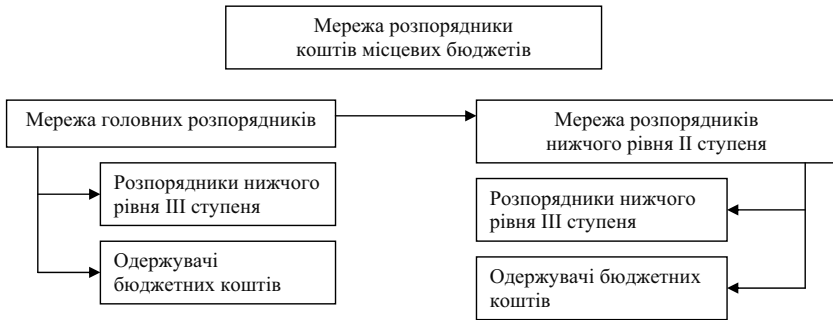 Мережа розпорядники
коштів місцевих бюджетів
Мережа головних розпорядників
Мережа розпорядників
нижчого рівня ІІ ступеня
Розпорядники нижчого
рівня ІІІ ступеня
Одержувачі
бюджетних коштів
Розпорядники нижчого
рівня ІІІ ступеня
Одержувачі бюджетних
коштів